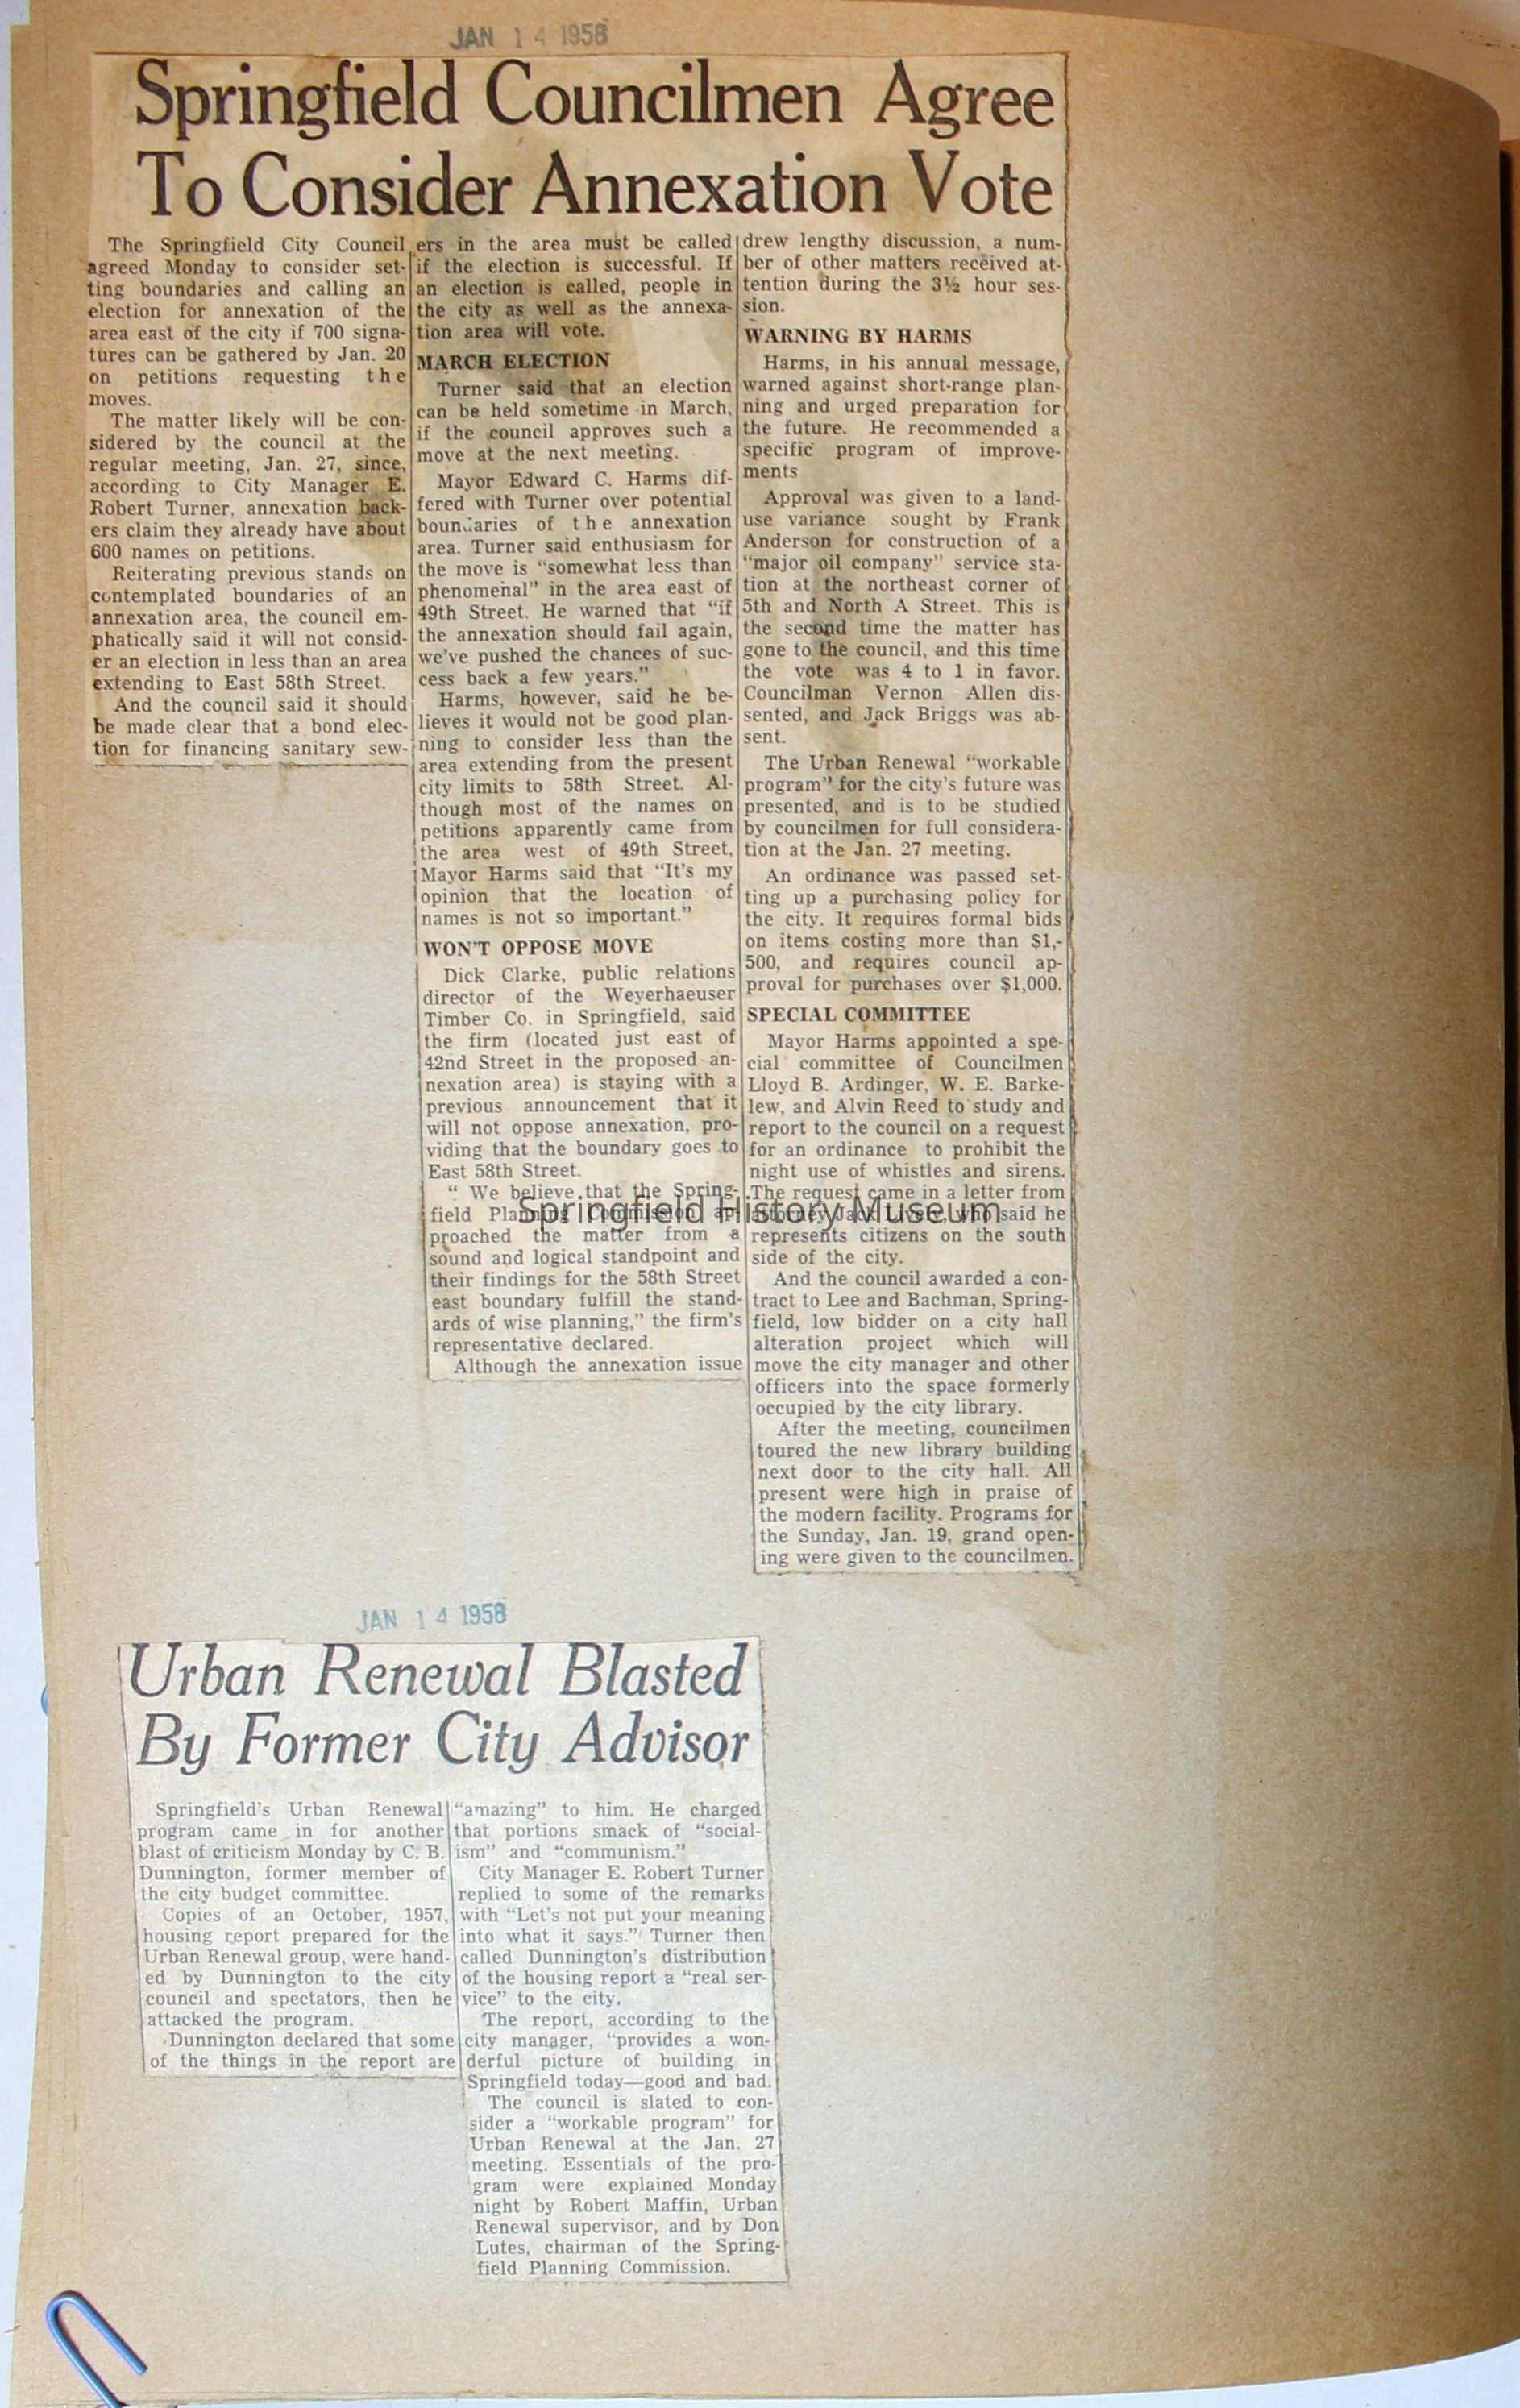 JAN 14 1958
Springfield Councilmen Agree
To Consider Annexation Vote
The Springfield City Council
agreed Monday to consider set-
ting boundaries and calling an
election for annexation of the
area east of the city if 700 signa-
tures can be gathered by Jan. 20
on petitions requesting the
moves.
The matter likely will be con-
sidered by the council at the
regular meeting, Jan. 27, since,
according to City Manager E.
Robert Turner, annexation back-
ers claim they already have about
600 names on petitions.
Reiterating previous stands on
contemplated boundaries of an
annexation area, the council em-
phatically said it will not consid-
er an election in less than an area
extending to East 58th Street.
And the council said it should
be made clear that a bond elec-
tion for financing sanitary sew-
ers in the area must be called
if the election is successful. If
an election is called, people in
the city as well as the annexa-
tion area will vote.
MARCH ELECTION
Turner said that an election
can be held sometime in March,
if the council approves such a
move at the next meeting.
Mayor Edward C. Harms dif-
fered with Turner over potential
boundaries of the annexation
area. Turner said enthusiasm for
the move is "somewhat less than
phenomenal" in the area east of
49th Street. He warned that "if
the annexation should fail again,
we've pushed the chances of suc-
cess back a few years."
Harms, however, said he be-
lieves it would not be good plan-
ning to consider less than the
area extending from the present
city limits to 58th Street. Al-
though most of the names on
petitions apparently came from
the area west of 49th Street,
Mayor Harms said that "It's my
opinion that the location of
names is not so important."
WON'T OPPOSE MOVE
Dick Clarke, public relations
director of the Weyerhaeuser
Timber Co. in Springfield, said
the firm (located just east of
42nd Street in the proposed an-
nexation area) is staying with a
previous announcement that it
will not oppose annexation, pro-
viding that the boundary goes to
East 58th Street.
" We believe that the Spring-
field Planning Commission ap-
proached the matter from a
sound and logical standpoint and
their findings for the 58th Street
east boundary fulfill the stand-
ards of wise planning," the firm's
representative declared.
Although the annexation issue
drew lengthy discussion, a num-
ber of other matters received at-
tention during the 3½ hour ses-
sion.
WARNING BY HARMS
Harms, in his annual message,
warned against short-range plan-
ning and urged preparation for
the future. He recommended a
specific program of improve-
ments
Approval was given to a land-
use variance sought by Frank
Anderson for construction of a
"major oil company" service sta-
tion at the northeast corner of
5th and North A Street. This is
the second time the matter has
gone to the council, and this time
the vote was 4 to 1 in favor.
Councilman Vernon Allen dis-
sented, and Jack Briggs was ab-
sent.
The Urban Renewal "workable
program" for the city's future was
presented, and is to be studied
by councilmen for full considera-
tion at the Jan. 27 meeting.
An ordinance was passed set-
ting up a purchasing policy for
the city. It requires formal bids
on items costing more than $1,-
500, and requires council ap-
proval for purchases over $1,000.
SPECIAL COMMITTEE
Mayor Harms appointed a spe-
cial committee of Councilmen
Lloyd B. Ardinger, W. E. Barke-
lew, and Alvin Reed to study and
report to the council on a request
for an ordinance to prohibit the
night use of whistles and sirens.
The request came in a letter from
attorney Jack who said he
represents citizens on the south
side of the city.
And the council awarded a con-
tract to Lee and Bachman, Spring-
field, low bidder on a city hall
alteration project which will
move the city manager and other
officers into the space formerly
occupied by the city library.
After the meeting, councilmen
toured the new library building
next door to the city hall. All
present were high in praise of
the modern facility. Programs for
the Sunday, Jan. 19, grand open-
ing were given to the councilmen.
Springfield History Museum
JAN 14 1958
Urban Renewal Blasted
By Former City Advisor
Springfield's Urban Renewal
program came in for another
blast of criticism Monday by C. B.
Dunnington, former member of
the city budget committee.
Copies of an October, 1957,
housing report prepared for the
Urban Renewal group, were hand-
ed by Dunnington to the city
council and spectators, then he
attacked the program.
Dunnington declared that some
of the things in the report are
"amazing" to him. He charged
that portions smack of "social-
ism" and "communism."
City Manager E. Robert Turner
replied to some of the remarks
with "Let's not put your meaning
into what it says." Turner then
called Dunnington's distribution
of the housing report a "real ser-
vice" to the city.
The report, according to the
city manager, "provides a won-
derful picture of building in
Springfield today—good and bad.
The council is slated to con-
sider a "workable program" for
Urban Renewal at the Jan. 27
meeting. Essentials of the pro-
gram were explained Monday
night by Robert Maffin, Urban
Renewal supervisor, and by Don
Lutes, chairman of the Spring-
field Planning Commission.